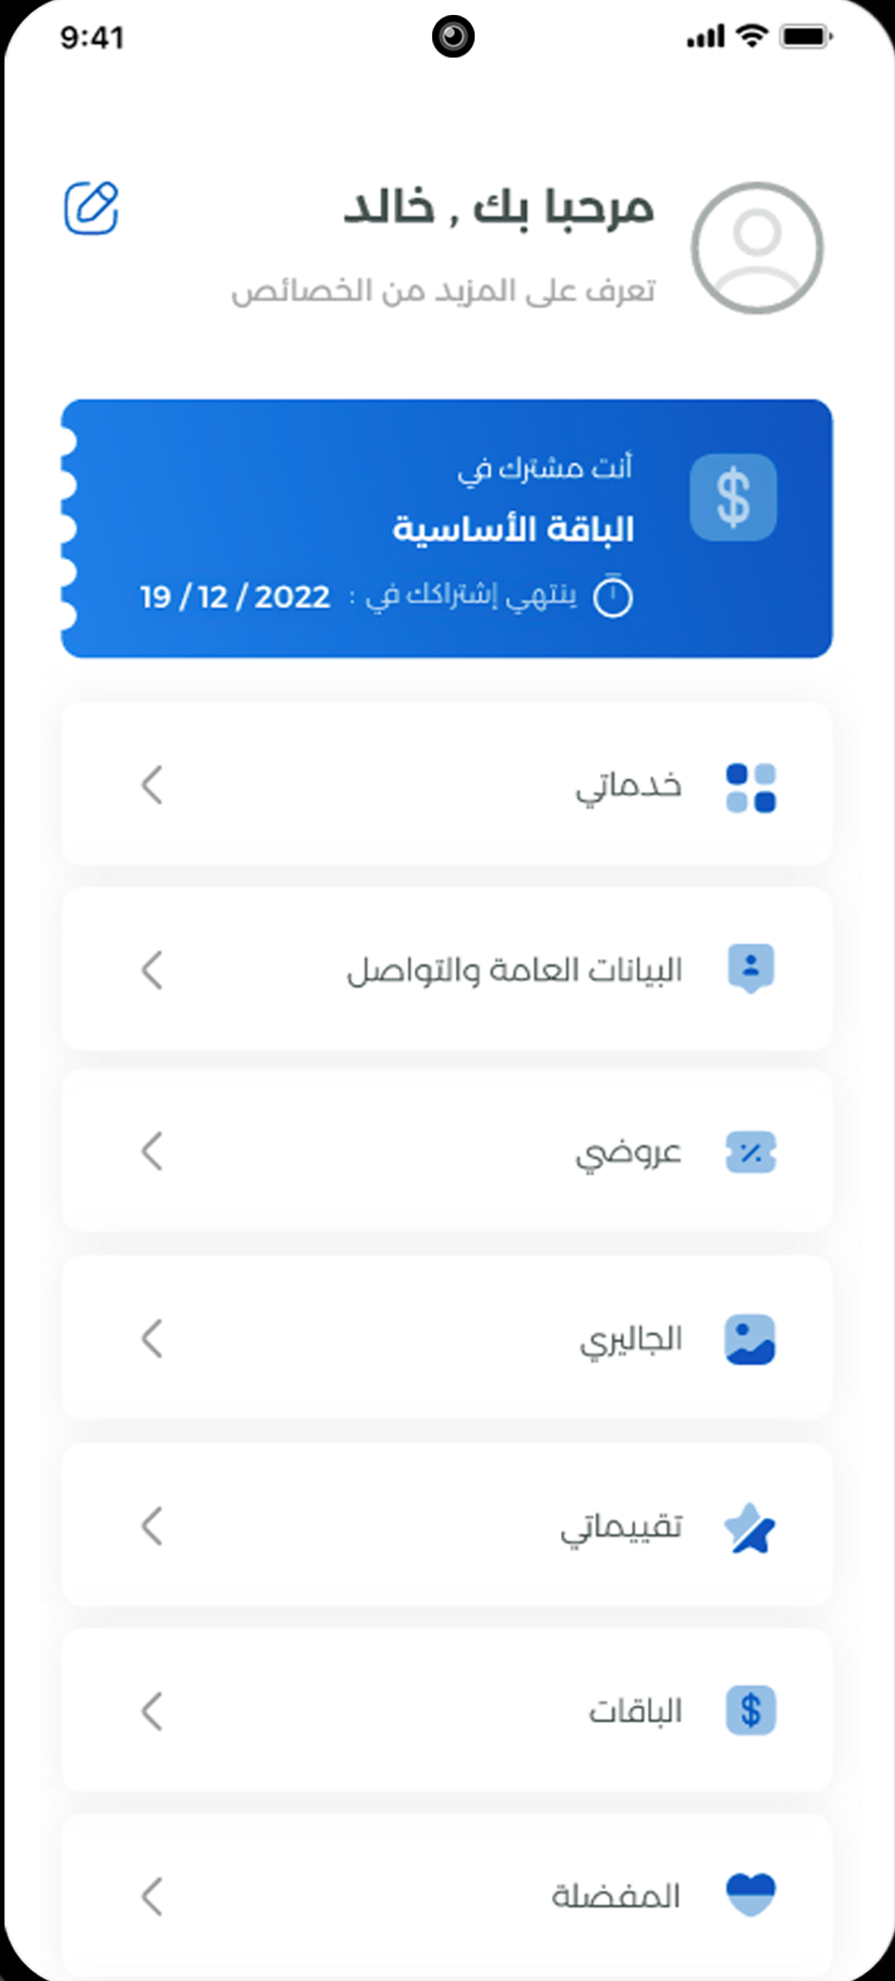 9:41
مرحبا بك , خالد
تعرف على المزيد من الخصائص
$
أنت مشترك في
الباقة الأساسية
ينتهي إشتراكك في : 19 / 12 / 2022
خدماتي
البيانات العامة والتواصل
عروضي
الجاليري
تقييماتي
$ الباقات
المفضلة